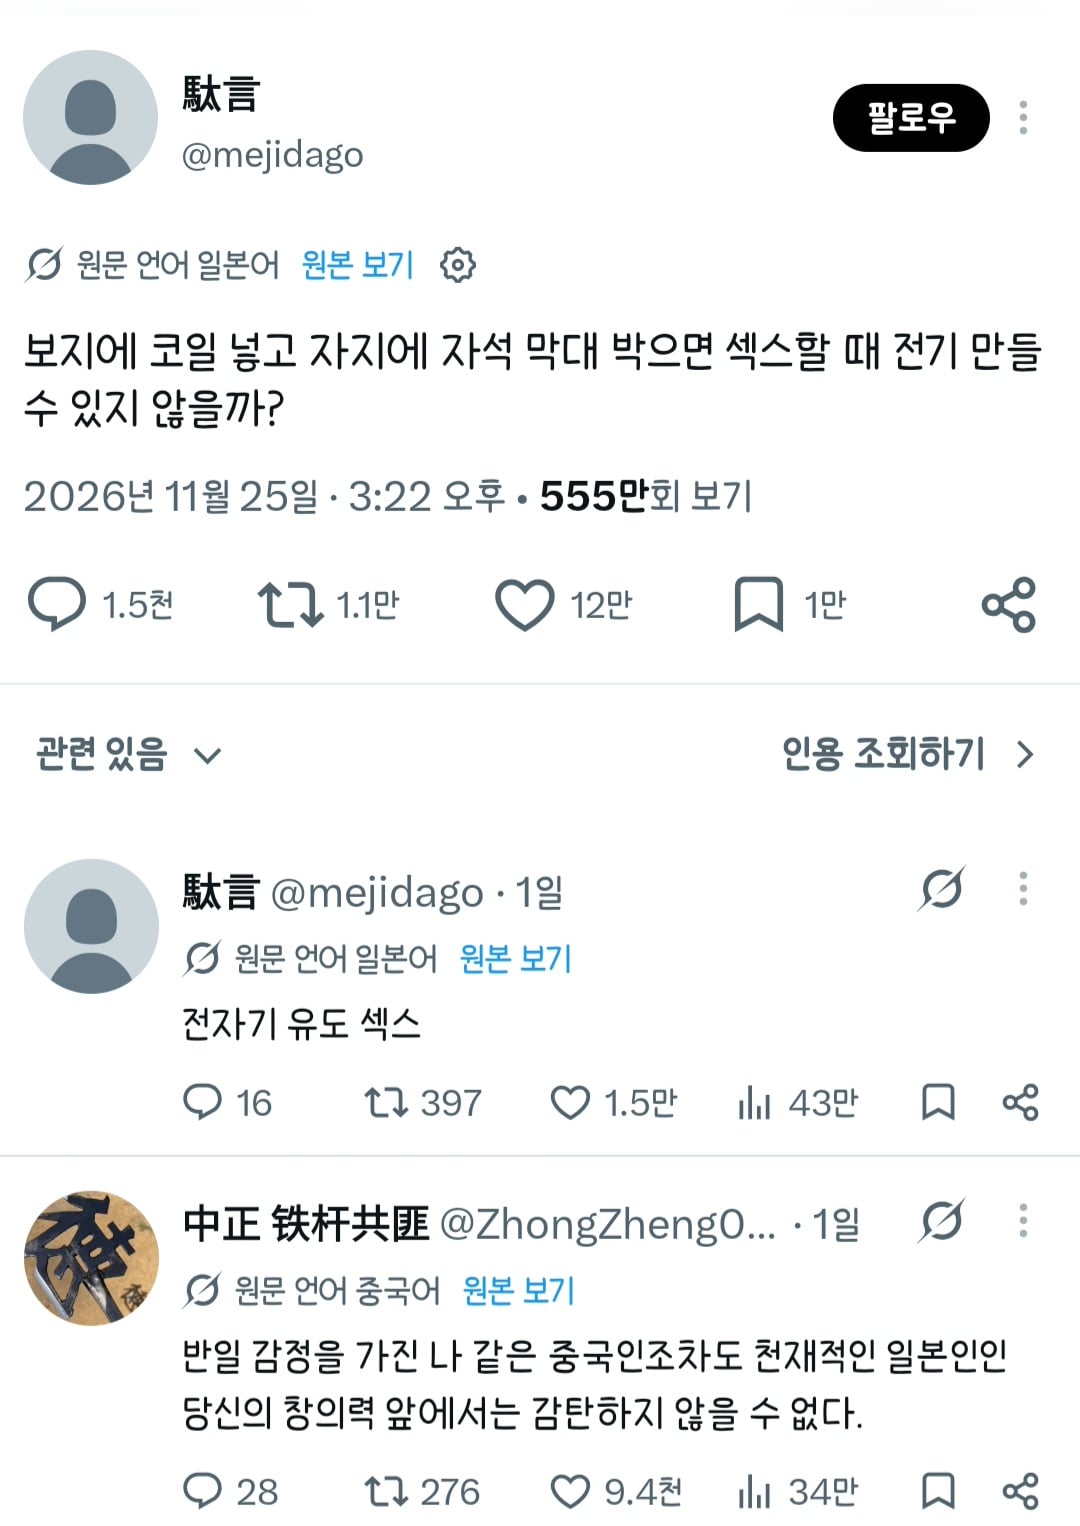 駄言
@mejidago
팔로우
원문 언어 일본어 원본 보기
보지에 코일 넣고 자지에 자석 막대 박으면 섹스할 때 전기 만들
수 있지 않을까?
2026년 11월 25일 · 3:22 오후 · 555만회 보기
1.5천 1.1만 12만 1만
관련 있음 인용 조회하기
駄言 @mejidago · 1일
원문 언어 일본어 원본 보기
전자기 유도 섹스
16 397 1.5만 43만
中正 铁杆共匪 @ZhongZhengO... · 1일
원문 언어 중국어 원본 보기
반일 감정을 가진 나 같은 중국인조차도 천재적인 일본인인
당신의 창의력 앞에서는 감탄하지 않을 수 없다.
28 276 9.4천 34만